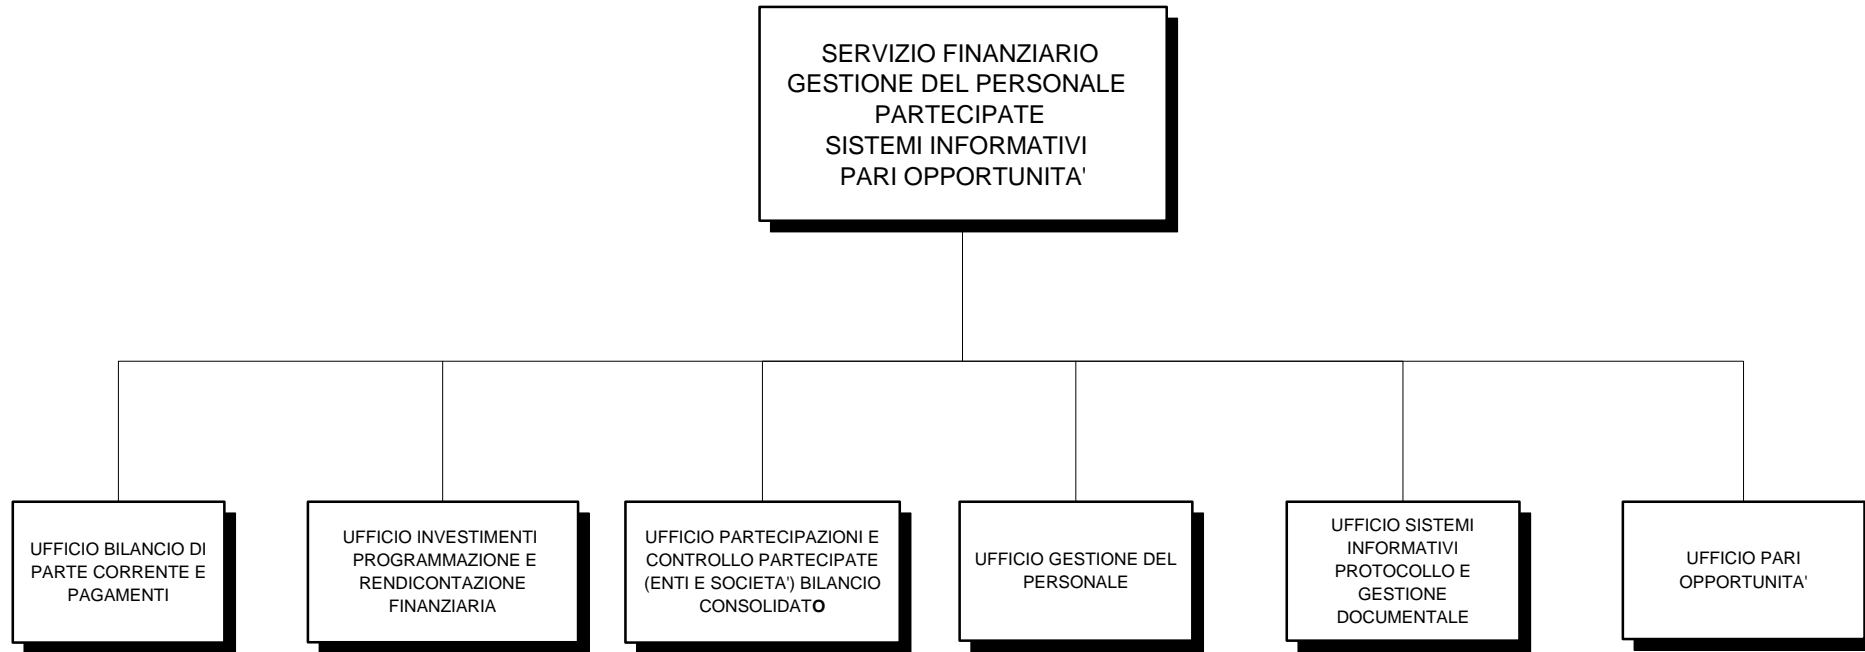 SERVIZIO FINANZIARIO
GESTIONE DEL PERSONALE
PARTECIPATE
SISTEMI INFORMATIVI
PARI OPPORTUNITA'
UFFICIO BILANCIO DI
PARTE CORRENTE E
PAGAMENTI
UFFICIO INVESTIMENTI
PROGRAMMAZIONE E
RENDICONTAZIONE
FINANZIARIA
UFFICIO PARTECIPAZIONI E
CONTROLLO PARTECIPATE
(ENTI E SOCIETA') BILANCIO
CONSOLIDATO
UFFICIO GESTIONE DEL
PERSONALE
UFFICIO SISTEMI
INFORMATIVI
PROTOCOLLO E
GESTIONE
DOCUMENTALE
UFFICIO PARI
OPPORTUNITA'